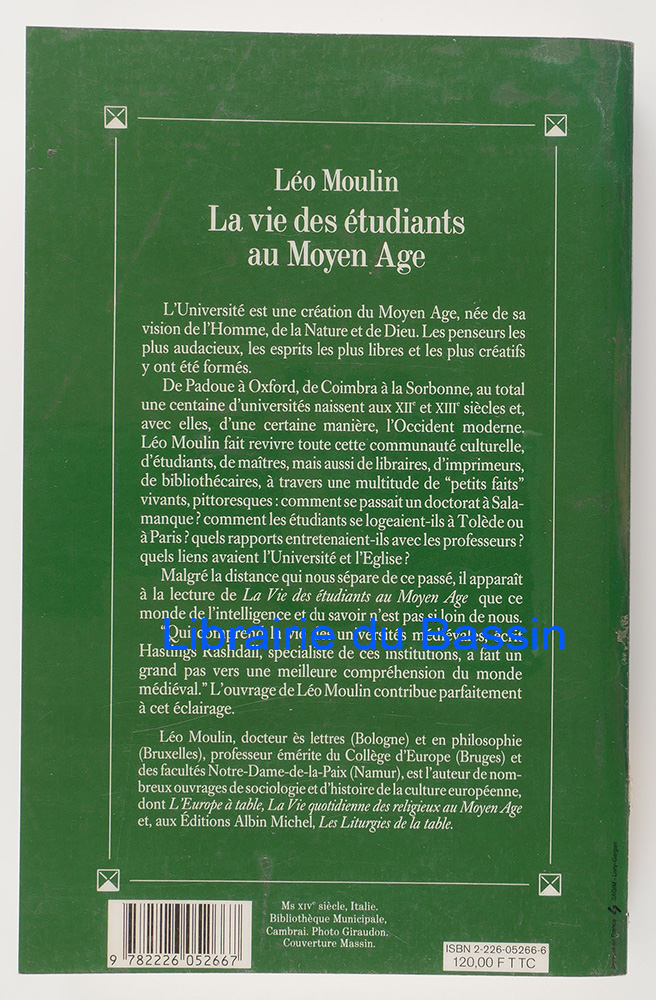 Léo Moulin
La vie des étudiants
au Moyen Age
L'Université est une création du Moyen Age, née de sa
vision de l'Homme, de la Nature et de Dieu. Les penseurs les
plus audacieux, les esprits les plus libres et les plus créatifs
y ont été formés.
De Padoue à Oxford, de Coimbra à la Sorbonne, au total
une centaine d'universités naissent aux XIIe et XIIIe siècles et,
avec elles, d'une certaine manière, l'Occident moderne.
Léo Moulin fait revivre toute cette communauté culturelle,
d'étudiants, de maîtres, mais aussi de libraires, d'imprimeurs,
de bibliothécaires, à travers une multitude de "petits faits"
vivants, pittoresques : comment se passait un doctorat à Sala-
manque ? comment les étudiants se logeaient-ils à Tolède ou
à Paris ? quels rapports entretenaient-ils avec les professeurs ?
quels liens avaient l'Université et l'Eglise ?
Malgré la distance qui nous sépare de ce passé, il apparaît
à la lecture de La Vie des étudiants au Moyen Age que ce
monde de l'intelligence et du savoir n'est pas si loin de nous.
"Qui comprend la vie universités médiévales, écrit
Librairie du Bassin
Hastings Rashdall, spécialiste de ces institutions, a fait un
grand pas vers une meilleure compréhension du monde
médiéval." L'ouvrage de Léo Moulin contribue parfaitement
à cet éclairage.
Léo Moulin, docteur ès lettres (Bologne) et en philosophie
(Bruxelles), professeur émérite du Collège d'Europe (Bruges) et
des facultés Notre-Dame-de-la-Paix (Namur), est l'auteur de nom-
breux ouvrages de sociologie et d'histoire de la culture européenne,
dont L'Europe à table, La Vie quotidienne des religieux au Moyen Age
et, aux Éditions Albin Michel, Les Liturgies de la table.
Ms XIVe siècle, Italie.
Bibliothèque Municipale,
Cambrai. Photo Giraudon.
Couverture Massin.
9 782226 052667
ISBN 2-226-05266-6
120,00 F TTC